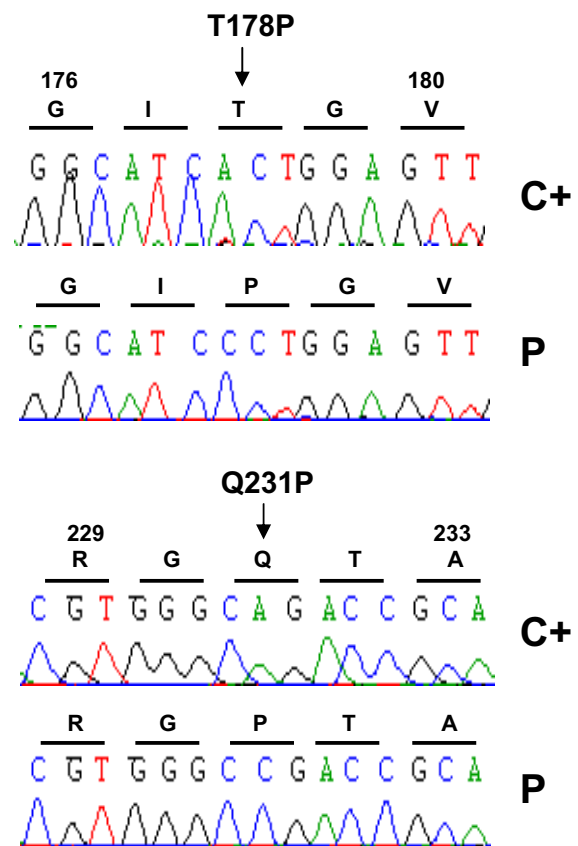 T178P
176 180
G I T G V
G G C A T C A C T G G A G T T
C+
G I P G V
G G C A T C C C T G G A G T T
P
Q231P
229 233
R G Q T A
C G T G G G C A G A C C G C A
C+
R G P T A
C G T G G G C C G A C C G C A
P